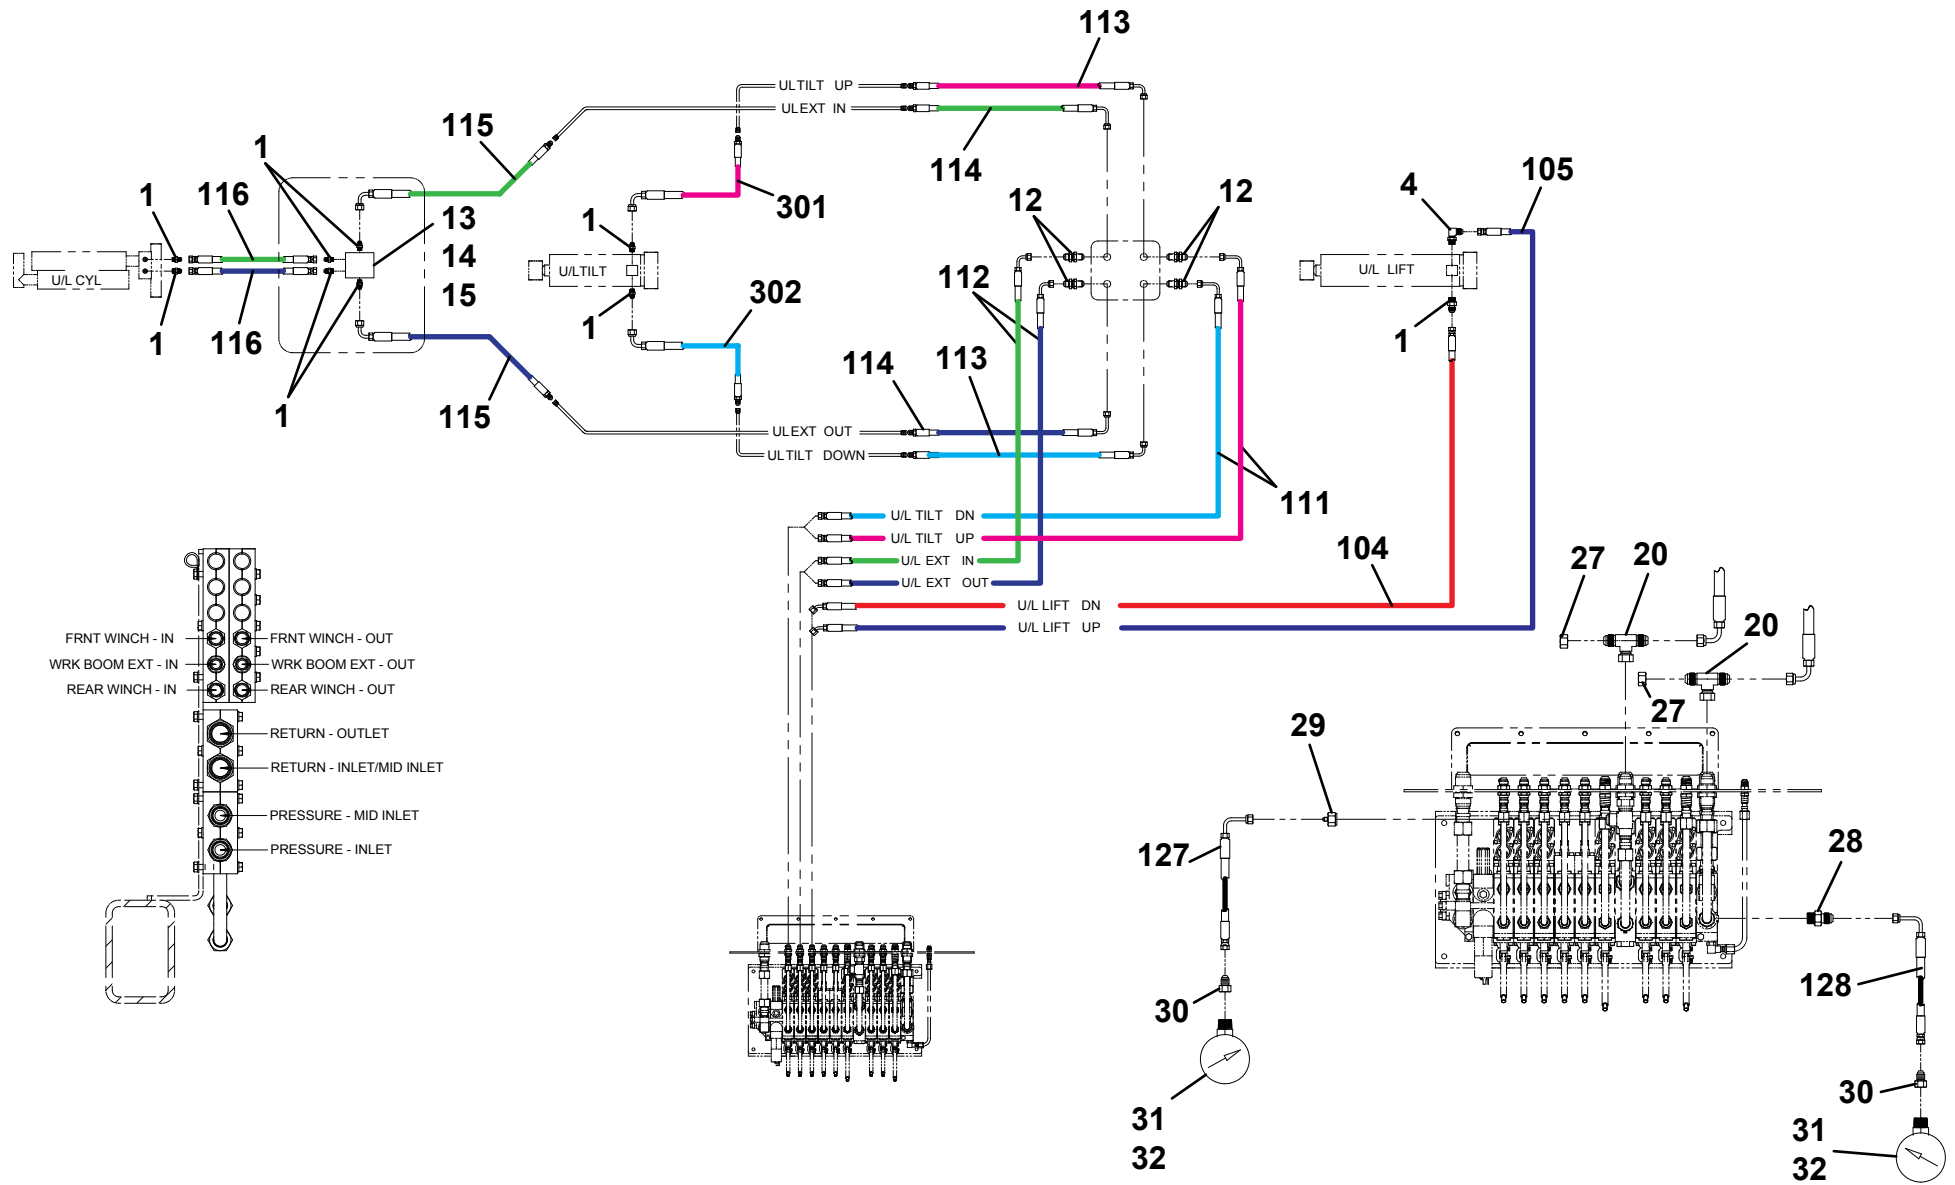 113
ULTILT UP
ULEXT IN
115
114
301
1
116
1
13
14
15
1
U/L CYL
1
116
1
115
U/LTILT
1
302
12
12
112
4
105
U/L LIFT
1
114
113
ULEXT OUT
ULTILT DOWN
111
U/L TILT DN
U/L TILT UP
U/L EXT IN
U/L EXT OUT
104
U/L LIFT DN
U/L LIFT UP
27
20
20
27
FRNT WINCH - IN
FRNT WINCH - OUT
WRK BOOM EXT - IN
WRK BOOM EXT - OUT
REAR WINCH - IN
REAR WINCH - OUT
RETURN - OUTLET
RETURN - INLET/MID INLET
PRESSURE - MID INLET
PRESSURE - INLET
29
127
28
128
30
31
32
30
31
32